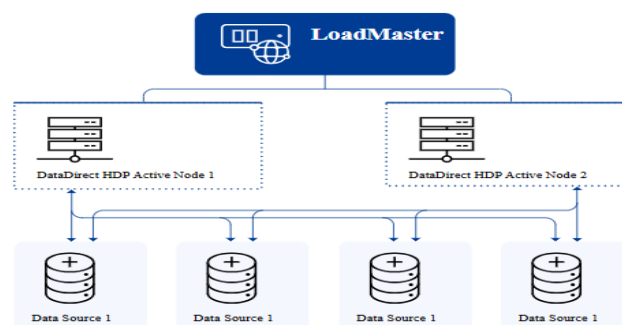 LoadMaster
DataDirect HDP Active Node 1
DataDirect HDP Active Node 2
Data Source 1
Data Source 1
Data Source 1
Data Source 1